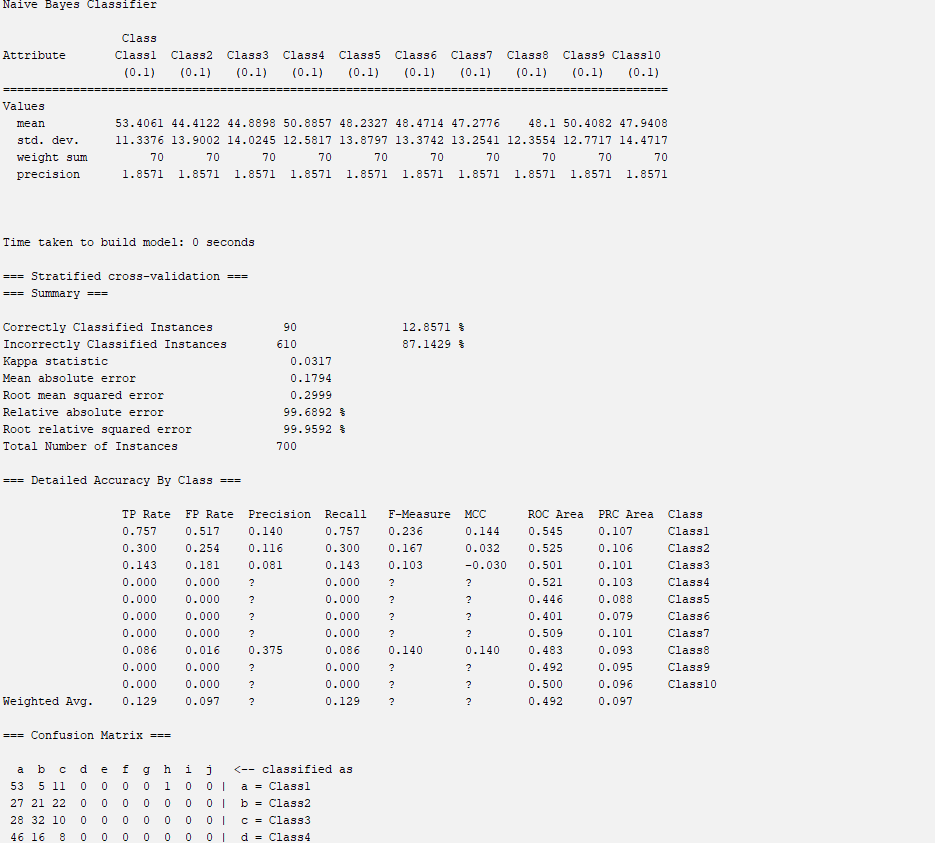 Naive Bayes Classifier
Class
Attribute Class1 Class2 Class3 Class4 Class5 Class6 Class7 Class8 Class9 Class10
(0.1) (0.1) (0.1) (0.1) (0.1) (0.1) (0.1) (0.1) (0.1) (0.1)
===============================================================================================
Values
mean 53.4061 44.4122 44.8898 50.8857 48.2327 48.4714 47.2776 48.1 50.4082 47.9408
std. dev. 11.3376 13.9002 14.0245 12.5817 13.8797 13.3742 13.2541 12.3554 12.7717 14.4717
weight sum 70 70 70 70 70 70 70 70 70 70
precision 1.8571 1.8571 1.8571 1.8571 1.8571 1.8571 1.8571 1.8571 1.8571 1.8571
Time taken to build model: 0 seconds
=== Stratified cross-validation ===
=== Summary ===
Correctly Classified Instances 90 12.8571 %
Incorrectly Classified Instances 610 87.1429 %
Kappa statistic 0.0317
Mean absolute error 0.1794
Root mean squared error 0.2999
Relative absolute error 99.6892 %
Root relative squared error 99.9592 %
Total Number of Instances 700
=== Detailed Accuracy By Class ===
TP Rate FP Rate Precision Recall F-Measure MCC ROC Area PRC Area Class
0.757 0.517 0.140 0.757 0.236 0.144 0.545 0.107 Class1
0.300 0.254 0.116 0.300 0.167 0.032 0.525 0.106 Class2
0.143 0.181 0.081 0.143 0.103 -0.030 0.501 0.101 Class3
0.000 0.000 ? 0.000 ? ? 0.521 0.103 Class4
0.000 0.000 ? 0.000 ? ? 0.446 0.088 Class5
0.000 0.000 ? 0.000 ? ? 0.401 0.079 Class6
0.000 0.000 ? 0.000 ? ? 0.509 0.101 Class7
0.086 0.016 0.375 0.086 0.140 0.140 0.483 0.093 Class8
0.000 0.000 ? 0.000 ? ? 0.492 0.095 Class9
0.000 0.000 ? 0.000 ? ? 0.500 0.096 Class10
Weighted Avg. 0.129 0.097 ? 0.129 ? ? 0.492 0.097
=== Confusion Matrix ===
a b c d e f g h i j <-- classified as
53 5 11 0 0 0 0 1 0 0 | a = Class1
27 21 22 0 0 0 0 0 0 0 | b = Class2
28 32 10 0 0 0 0 0 0 0 | c = Class3
46 16 8 0 0 0 0 0 0 0 | d = Class4